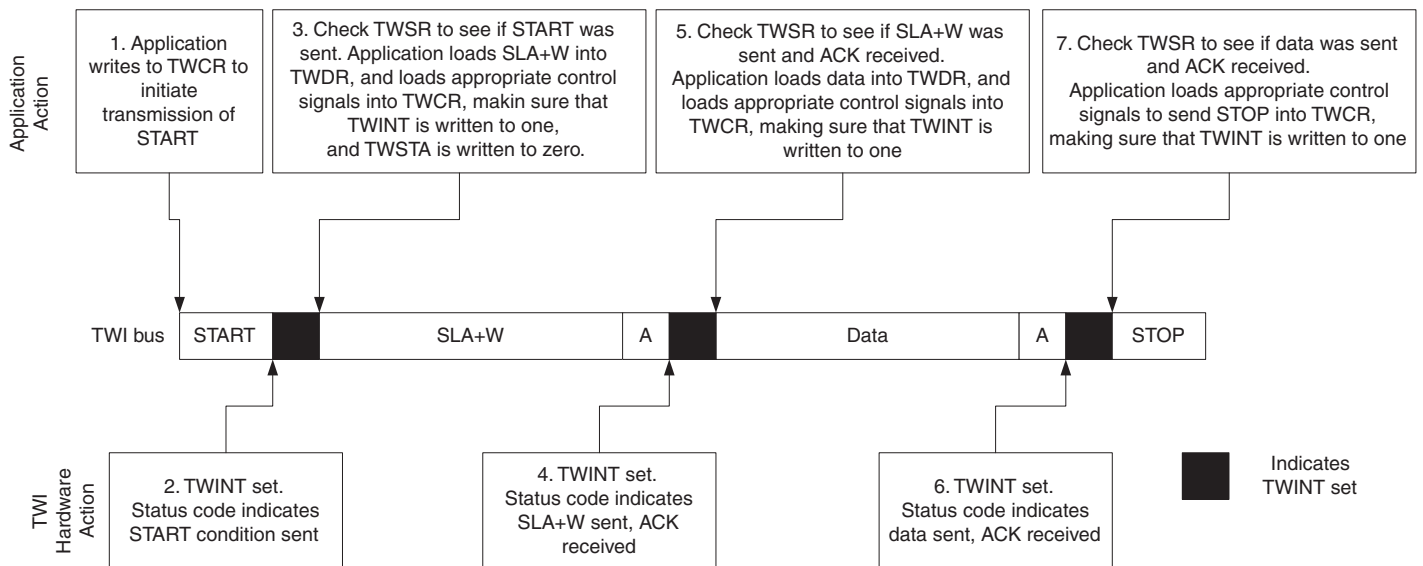 Application
Action
1. Application
writes to TWCR to
initiate
transmission of
START
3. Check TWSR to see if START was
sent. Application loads SLA+W into
TWDR, and loads appropriate control
signals into TWCR, makin sure that
TWINT is written to one,
and TWSTA is written to zero.
5. Check TWSR to see if SLA+W was
sent and ACK received.
Application loads data into TWDR, and
loads appropriate control signals into
TWCR, making sure that TWINT is
written to one
7. Check TWSR to see if data was sent
and ACK received.
Application loads appropriate control
signals to send STOP into TWCR,
making sure that TWINT is written to one
TWI bus
START
SLA+W
A
Data
A
STOP
TWI
Hardware
Action
2. TWINT set.
Status code indicates
START condition sent
4. TWINT set.
Status code indicates
SLA+W sent, ACK
received
6. TWINT set.
Status code indicates
data sent, ACK received
Indicates
TWINT set